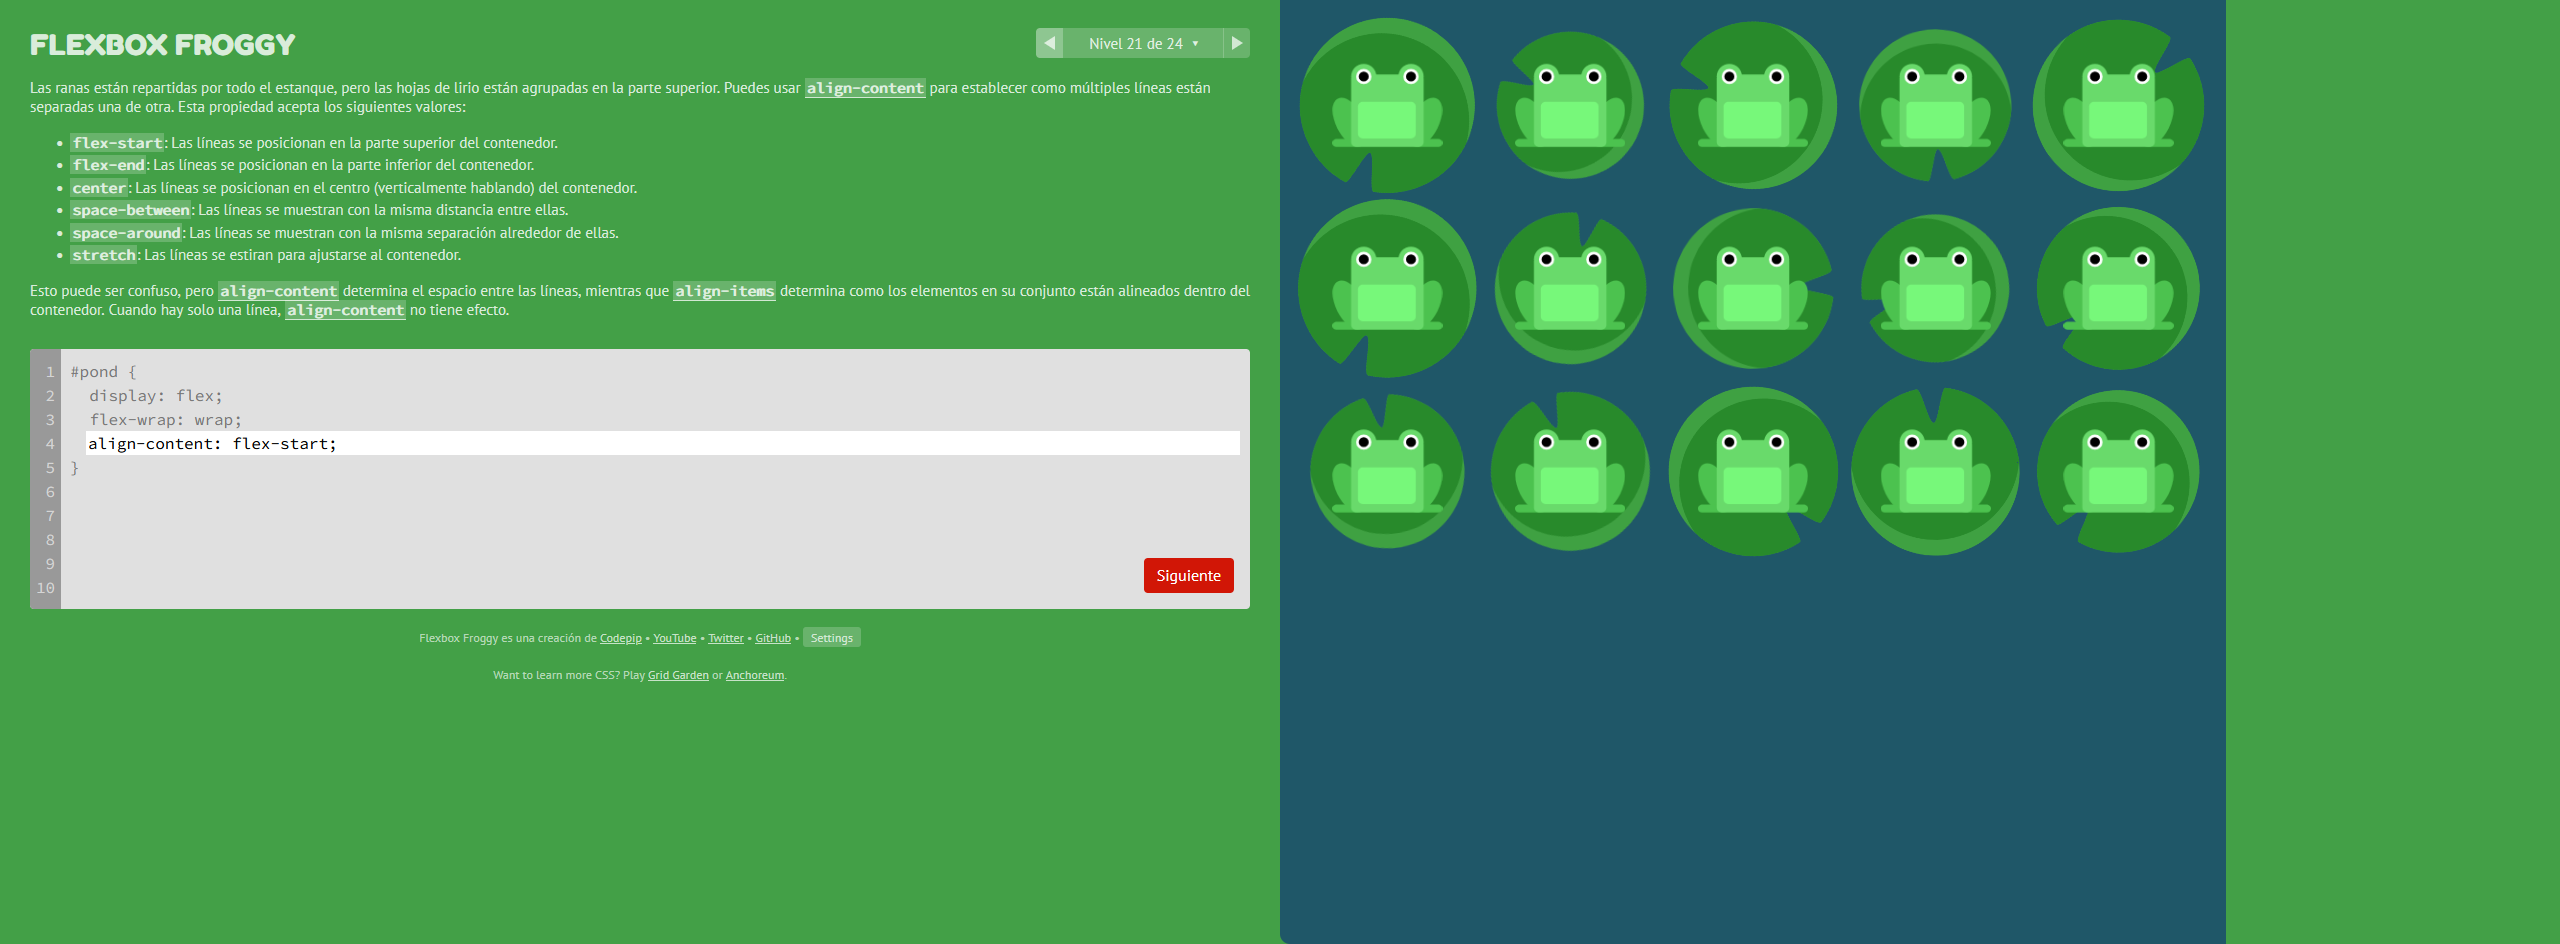 FLEXBOX FROGGY
Nivel 21 de 24 ▼
Las ranas están repartidas por todo el estanque, pero las hojas de lirio están agrupadas en la parte superior. Puedes usar align-content para establecer como múltiples líneas están
separadas una de otra. Esta propiedad acepta los siguientes valores:
• flex-start: Las líneas se posicionan en la parte superior del contenedor.
• flex-end: Las líneas se posicionan en la parte inferior del contenedor.
• center: Las líneas se posicionan en el centro (verticalmente hablando) del contenedor.
• space-between: Las líneas se muestran con la misma distancia entre ellas.
• space-around: Las líneas se muestran con la misma separación alrededor de ellas.
• stretch: Las líneas se estiran para ajustarse al contenedor.
Esto puede ser confuso, pero align-content determina el espacio entre las líneas, mientras que align-items determina como los elementos en su conjunto están alineados dentro del
contenedor. Cuando hay solo una línea, align-content no tiene efecto.
1 #pond {
2 display: flex;
3 flex-wrap: wrap;
4 align-content: flex-start;
5 }
6
7
8
9
10
Siguiente
Flexbox Froggy es una creación de Codepip • YouTube • Twitter • GitHub • Settings
Want to learn more CSS? Play Grid Garden or Anchoreum.